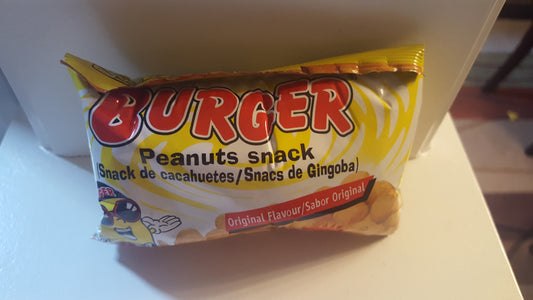 BURGER
Peanuts snack
(Snack de cacahuetes/Snacs de Gingoba)
Original Flavour/Sabor Original